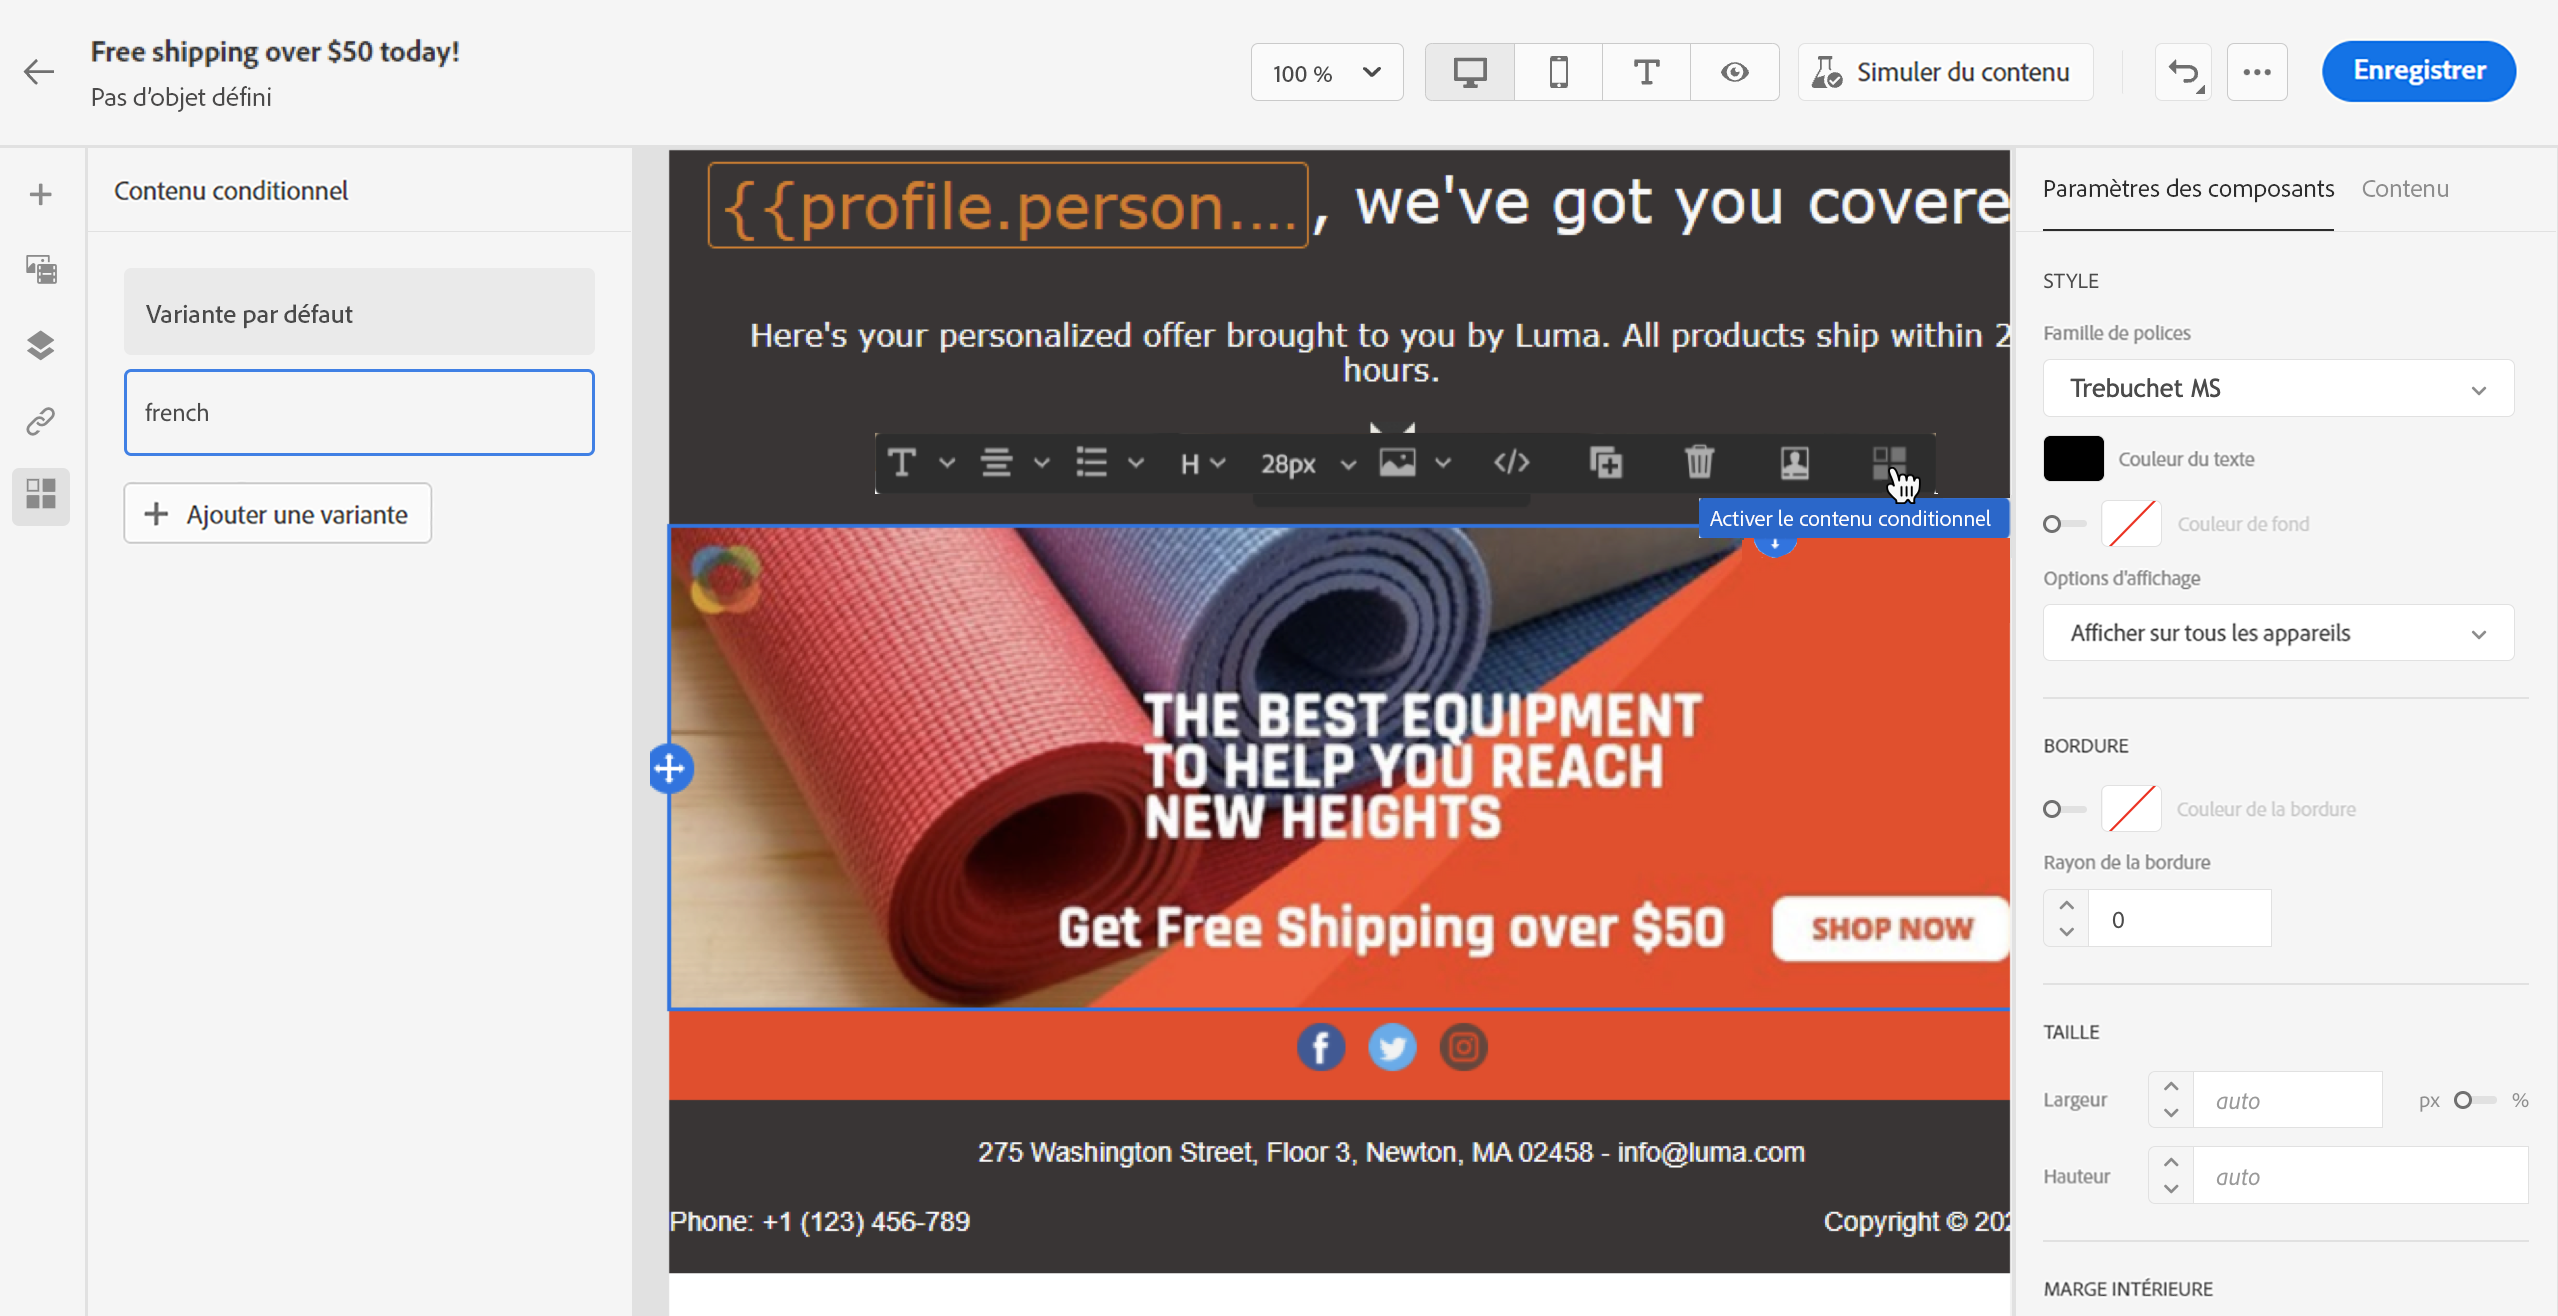 Free shipping over $50 today!
Pas d'objet défini
100 %
Simuler du contenu
Enregistrer
Contenu conditionnel
Variante par défaut
french
Ajouter une variante
{{profile.person.... , we've got you covere
Here's your personalized offer brought to you by Luma. All products ship within 2
hours.
H
28px
</>
Activer le contenu conditionnel
THE BEST EQUIPMENT
TO HELP YOU REACH
NEW HEIGHTS
Get Free Shipping over $50
SHOP NOW
275 Washington Street, Floor 3, Newton, MA 02458 - info@luma.com
Phone: +1 (123) 456-789
Copyright © 202
Paramètres des composants
Contenu
STYLE
Famille de polices
Trebuchet MS
Couleur du texte
Couleur de fond
Options d'affichage
Afficher sur tous les appareils
BORDURE
Couleur de la bordure
Rayon de la bordure
0
TAILLE
Largeur
auto
px
%
Hauteur
auto
MARGE INTÉRIEURE